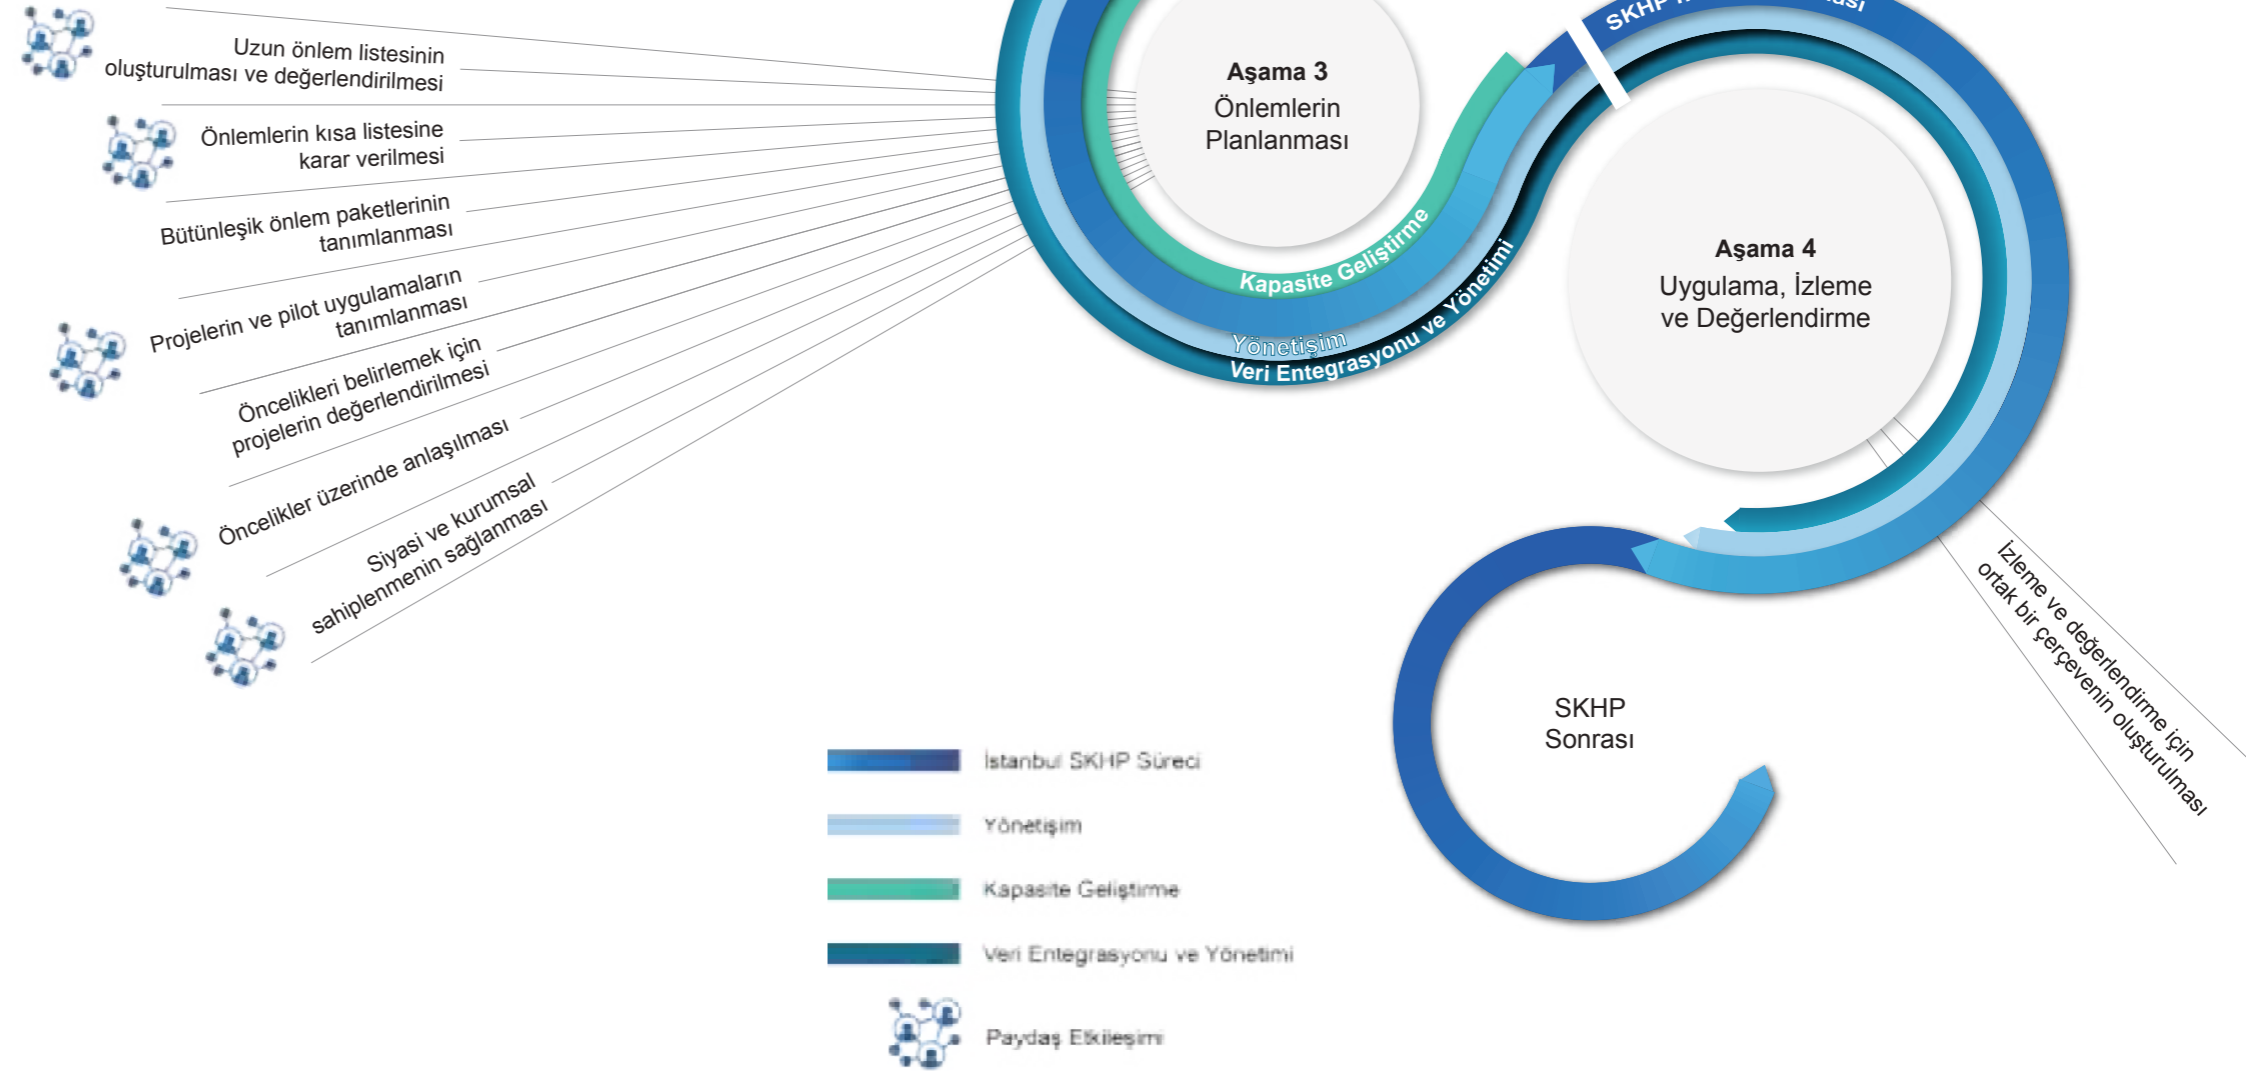 Uzun önlem listesinin
oluşturulması ve değerlendirilmesi
Önlemlerin kısa listesine
karar verilmesi
Bütünleşik önlem paketlerinin
tanımlanması
Projelerin ve pilot uygulamaların
tanımlanması
Öncelikleri belirlemek için
projelerin değerlendirilmesi
Öncelikler üzerinde anlaşılması
Siyasi ve kurumsal
sahiplenmenin sağlanması
Aşama 3
Önlemlerin
Planlanması
Kapasite Geliştirme
Yönetişim
Veri Entegrasyonu ve Yönetimi
SKHP
Aşama 4
Uygulama, İzleme
ve Değerlendirme
İzleme ve değerlendirme için
ortak bir çerçevenin oluşturulması
SKHP
Sonrası
İstanbul SKHP Süreci
Yönetişim
Kapasite Geliştirme
Veri Entegrasyonu ve Yönetimi
Paydaş Etkileşimi